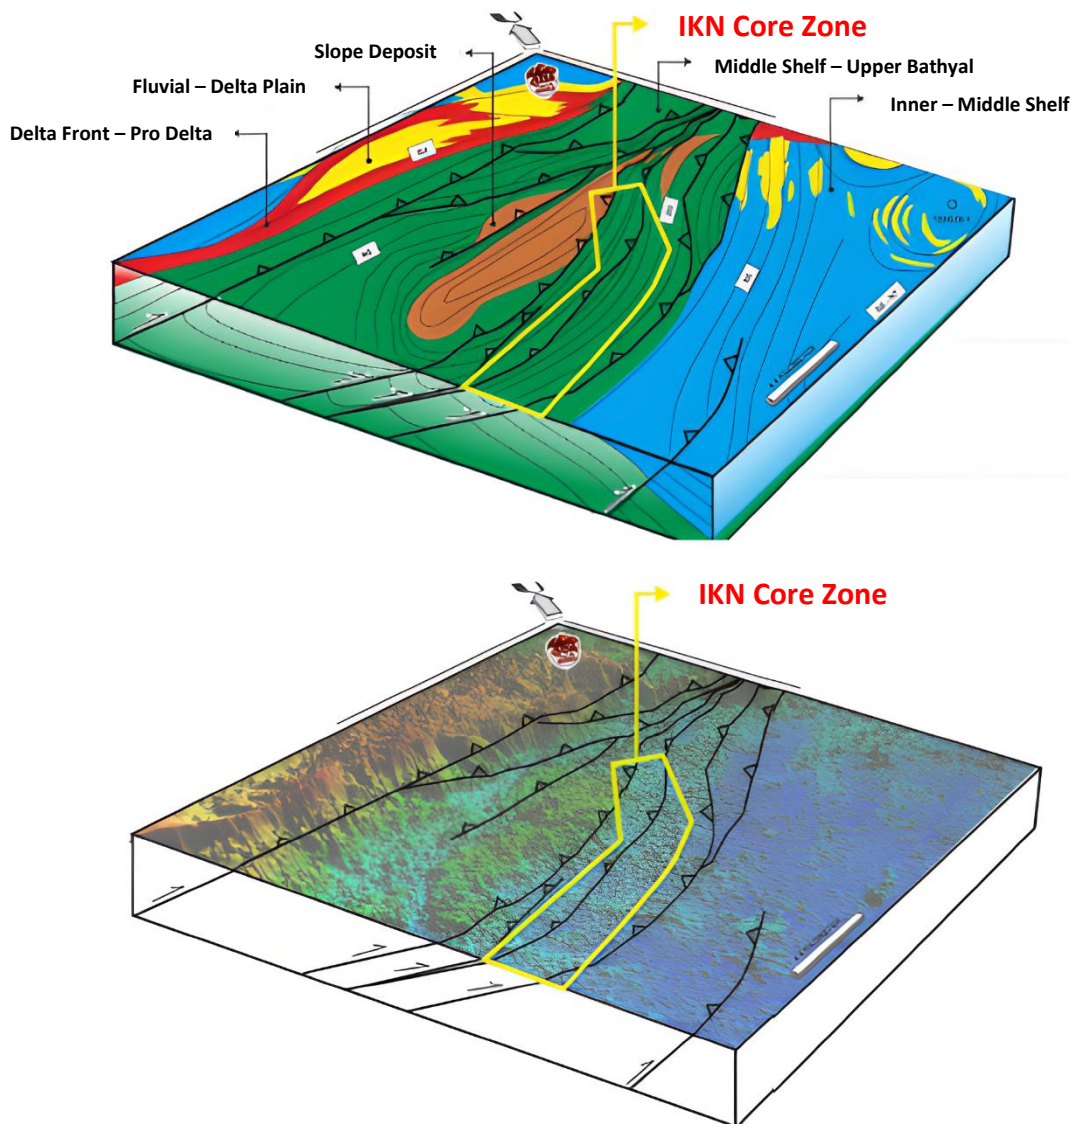 IKN Core Zone
Slope Deposit
Middle Shelf – Upper Bathyal
Fluvial – Delta Plain
Inner – Middle Shelf
Delta Front – Pro Delta
IKN Core Zone